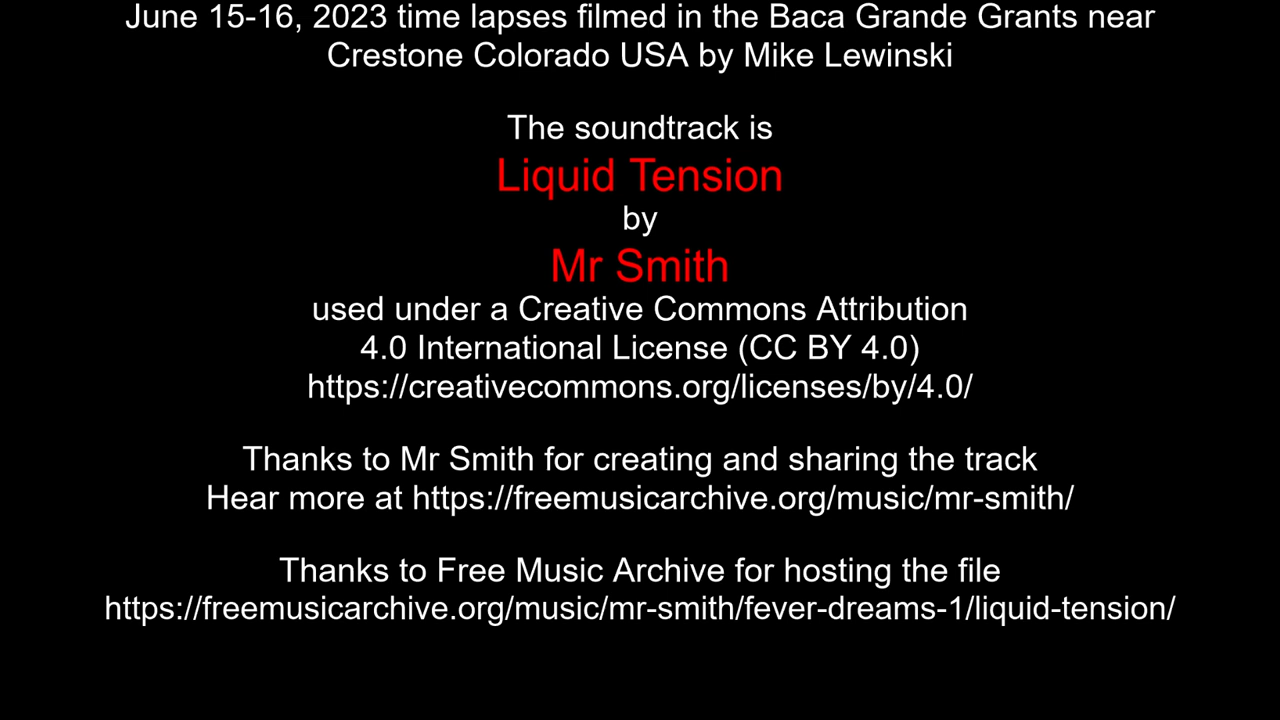 June 15-16, 2023 time lapses filmed in the Baca Grande Grants near
Crestone Colorado USA by Mike Lewinski
The soundtrack is
Liquid Tension
by
Mr Smith
used under a Creative Commons Attribution
4.0 International License (CC BY 4.0)
https://creativecommons.org/licenses/by/4.0/
Thanks to Mr Smith for creating and sharing the track
Hear more at https://freemusicarchive.org/music/mr-smith/
Thanks to Free Music Archive for hosting the file
https://freemusicarchive.org/music/mr-smith/fever-dreams-1/liquid-tension/